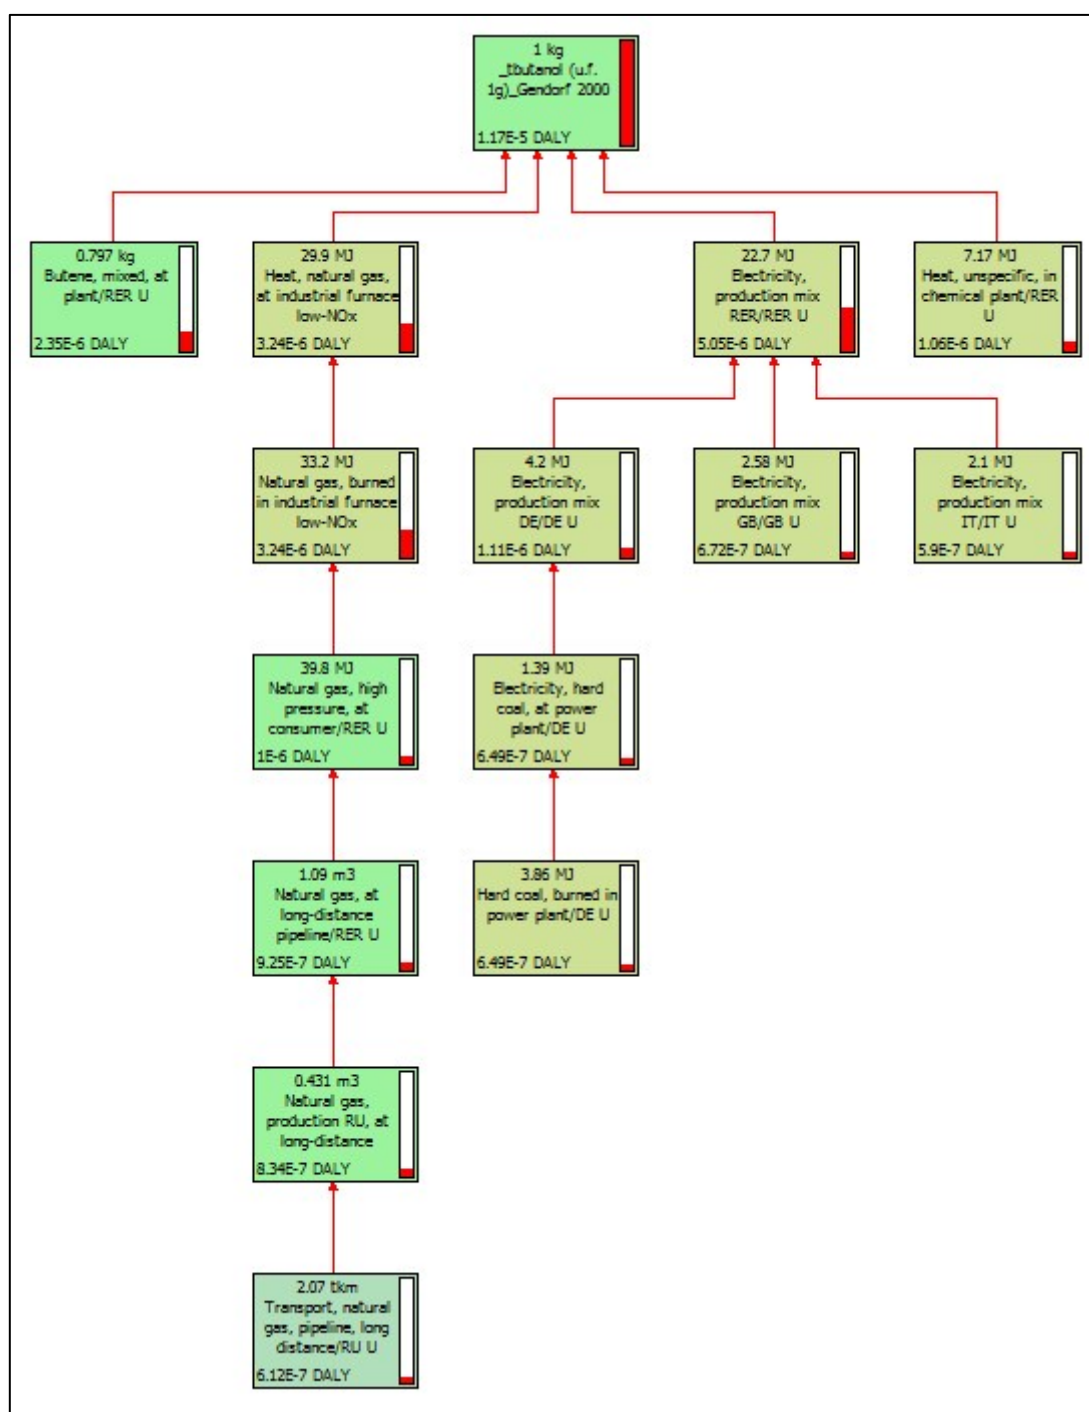 1 kg
_tbutanol (u.f.
1g)_Gendorf 2000
1.17E-5 DALY
0.797 kg
Butene, mixed, at
plant/RER U
2.35E-6 DALY
29.9 MJ
Heat, natural gas,
at industrial furnace
low-NOx
3.24E-6 DALY
22.7 MJ
Electricity,
production mix
RER/RER U
5.05E-6 DALY
7.17 MJ
Heat, unspecific, in
chemical plant/RER
U
1.06E-6 DALY
33.2 MJ
Natural gas, burned
in industrial furnace
low-NOx
3.24E-6 DALY
4.2 MJ
Electricity,
production mix
DE/DE U
1.11E-6 DALY
2.58 MJ
Electricity,
production mix
GB/GB U
6.72E-7 DALY
2.1 MJ
Electricity,
production mix
IT/IT U
5.9E-7 DALY
39.8 MJ
Natural gas, high
pressure, at
consumer/RER U
1E-6 DALY
1.39 MJ
Electricity, hard
coal, at power
plant/DE U
6.49E-7 DALY
1.09 m3
Natural gas, at
long-distance
pipeline/RER U
9.25E-7 DALY
3.86 MJ
Hard coal, burned in
power plant/DE U
6.49E-7 DALY
0.431 m3
Natural gas,
production RU, at
long-distance
8.34E-7 DALY
2.07 tkm
Transport, natural
gas, pipeline, long
distance/RU U
6.12E-7 DALY